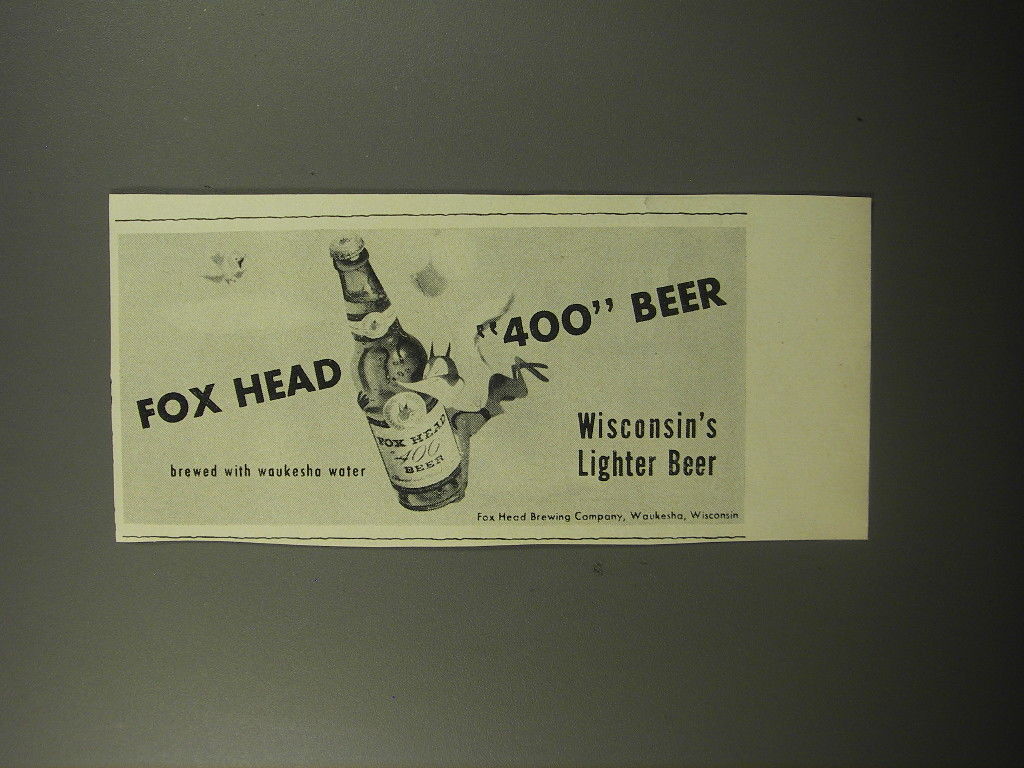 FOX HEAD "400" BEER
FOX HEAD
"400"
BEER
brewed with waukesha water
Wisconsin's
Lighter Beer
Fox Head Brewing Company, Waukesha, Wisconsin